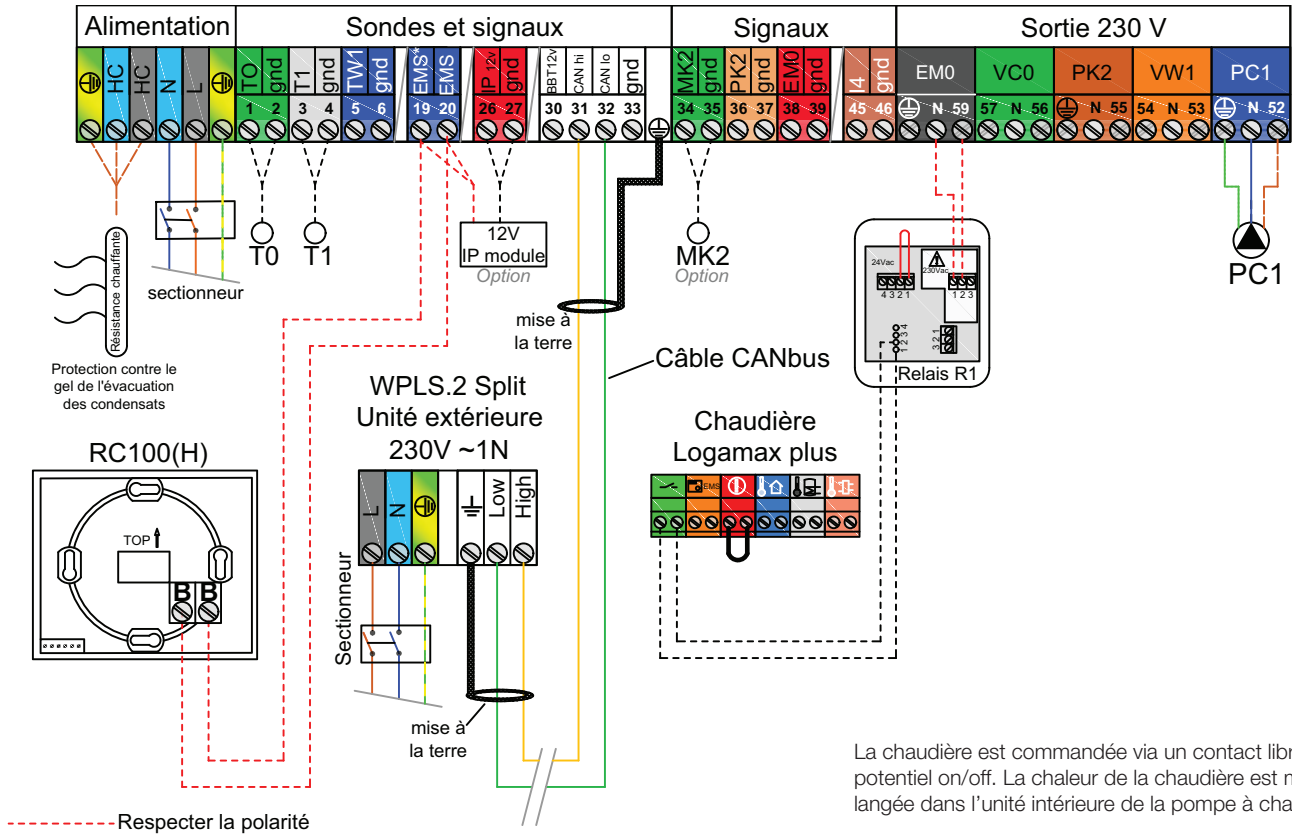 Alimentation Sondes et signaux Signaux Sortie 230 V
HC HC N L TO T1 gnd TW1 gnd EMS* EMS IP 12v gnd BBT12v CAN hi CAN lo gnd MK2 gnd PK2 gnd EM0 gnd I4 gnd EM0 VC0 PK2 VW1 PC1
1 2 3 4 5 6 19 20 26 27 30 31 32 33 34 35 36 37 38 39 45 46 N 59 57 N 56 N 55 54 N 53 N 52
T0 T1
12V
IP module
Option
MK2
Option
PC1
Résistance chauffante
sectionneur
Protection contre le
gel de l'évacuation
des condensats
mise à
la terre
Câble CANbus
24Vac
230Vac
4 3 2 1
1 2 3
1 2 3 4
3 2 1
Relais R1
WPLS.2 Split
Unité extérieure
230V ~1N
L N Low High
Sectionneur
mise à
la terre
Chaudière
Logamax plus
EMS
RC100(H)
TOP
B B
La chaudière est commandée via un contact libr
potentiel on/off. La chaleur de la chaudière est m
langée dans l'unité intérieure de la pompe à cha
Respecter la polarité